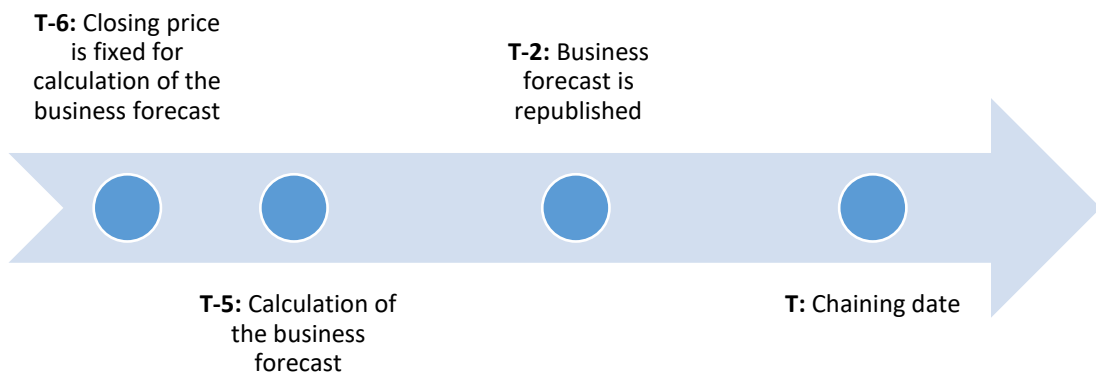 T-6: Closing price
is fixed for
calculation of the
business forecast
T-5: Calculation of
the business
forecast
T-2: Business
forecast is
republished
T: Chaining date